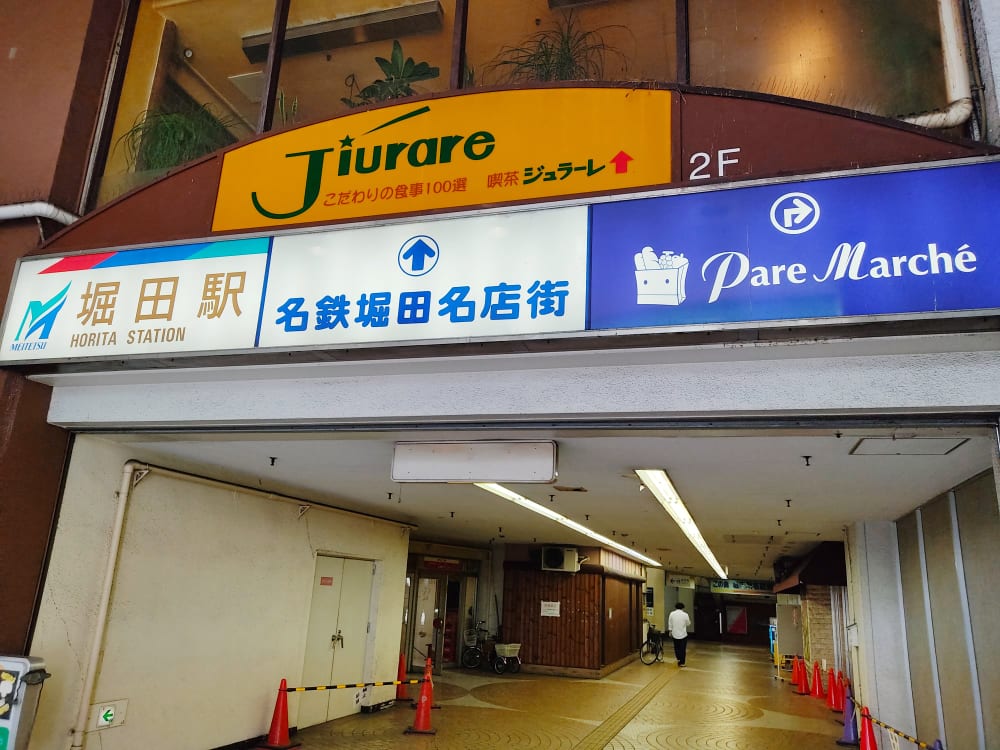 Jiurare
こだわりの食事100選 喫茶 ジュラーレ
2F
MEITETSU
堀田駅
HORITA STATION
名鉄堀田名店街
Pare Marché